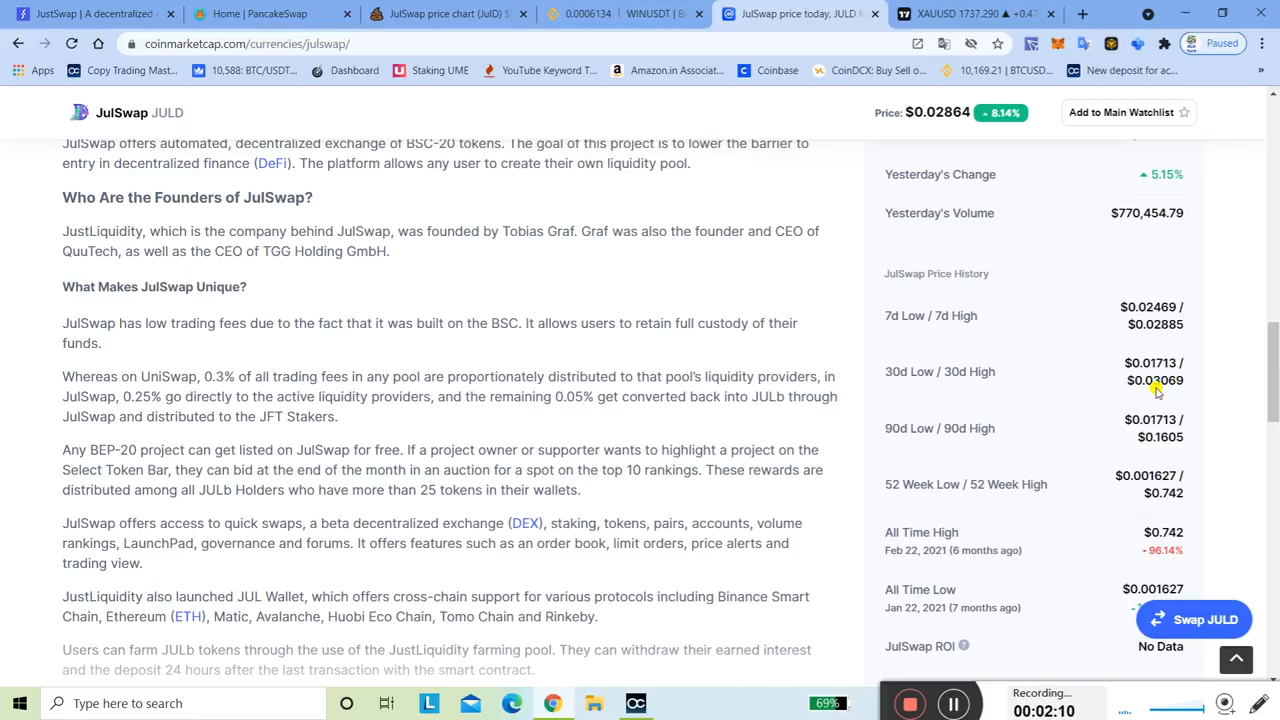 JustSwap | JUL D
Home | PancakeSwap
JulSwap price chart (JulD) $
0.0006134 | WINUSDT | B
JulSwap price today, JULD
XAUUSD 1737.290 ▲ +0.47
coinmarketcap.com/currencies/julswap/
Paused
Apps
Copy Trading Mast...
10,588: BTC/USDT...
Dashboard
Staking UME
YouTube Keyword T...
Amazon.in Associat...
Coinbase
CoinDCX: Buy Sell o...
10,169.21 | BTCUSD...
New deposit for ac...
»
JulSwap JULD
Price: $0.02864
8.14%
Add to Main Watchlist
JulSwap offers automated, decentralized exchange of BSC-20 tokens. The goal of this project is to lower the barrier to
entry in decentralized finance (DeFi). The platform allows any user to create their own liquidity pool.
Who Are the Founders of JulSwap?
JustLiquidity, which is the company behind JulSwap, was founded by Tobias Graf. Graf was also the founder and CEO of
QuuTech, as well as the CEO of TGG Holding GmbH.
What Makes JulSwap Unique?
JulSwap has low trading fees due to the fact that it was built on the BSC. It allows users to retain full custody of their
funds.
Whereas on UniSwap, 0.3% of all trading fees in any pool are proportionately distributed to that pool's liquidity providers, in
JulSwap, 0.25% go directly to the active liquidity providers, and the remaining 0.05% get converted back into JULb through
JulSwap and distributed to the JFT Stakers.
Any BEP-20 project can get listed on JulSwap for free. If a project owner or supporter wants to highlight a project on the
Select Token Bar, they can bid at the end of the month in an auction for a spot on the top 10 rankings. These rewards are
distributed among all JULb Holders who have more than 25 tokens in their wallets.
JulSwap offers access to quick swaps, a beta decentralized exchange (DEX), staking, tokens, pairs, accounts, volume
rankings, LaunchPad, governance and forums. It offers features such as an order book, limit orders, price alerts and
trading view.
JustLiquidity also launched JUL Wallet, which offers cross-chain support for various protocols including Binance Smart
Chain, Ethereum (ETH), Matic, Avalanche, Huobi Eco Chain, Tomo Chain and Rinkeby.
Users can farm JULb tokens through the use of the JustLiquidity farming pool. They can withdraw their earned interest
and the deposit 24 hours after the last transaction with the smart contract.
Yesterday's Change
5.15%
Yesterday's Volume
$770,454.79
JulSwap Price History
7d Low / 7d High
$0.02469 /
$0.02885
30d Low / 30d High
$0.01713 /
$0.03069
90d Low / 90d High
$0.01713 /
$0.1605
52 Week Low / 52 Week High
$0.001627 /
$0.742
All Time High
$0.742
Feb 22, 2021 (6 months ago)
96.14%
All Time Low
$0.001627
Jan 22, 2021 (7 months ago)
Swap JULD
JulSwap ROI
No Data
Type here to search
69%
Recording...
00:02:10